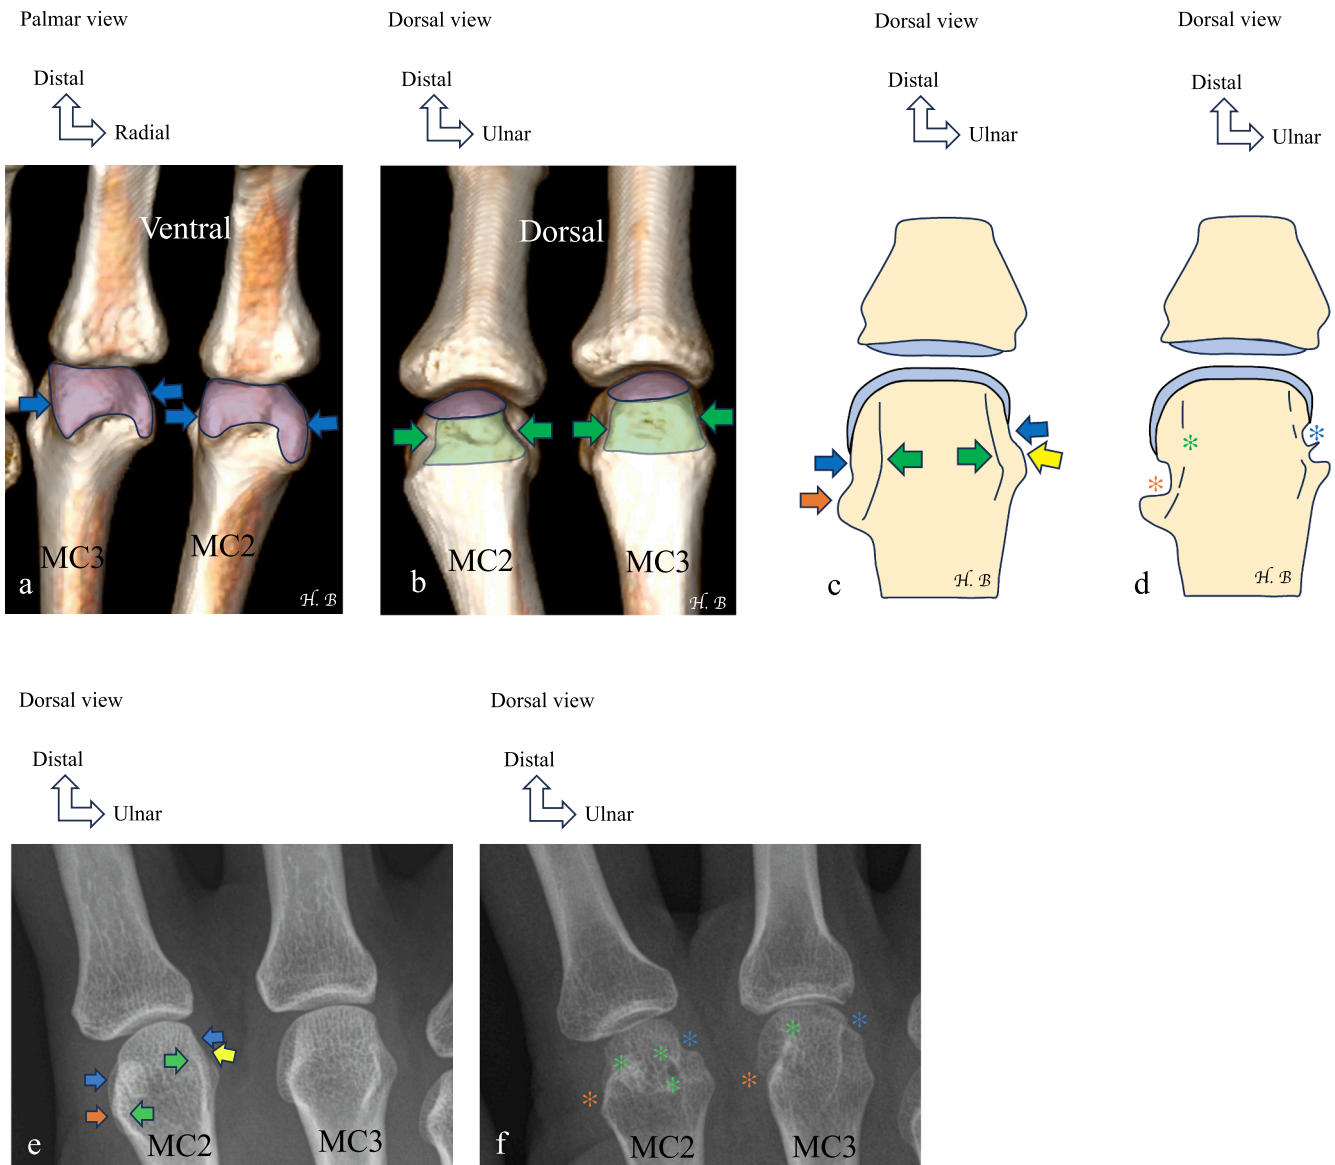 Palmar view
Distal
Radial
Ventral
MC3
MC2
a
H. B
Dorsal view
Distal
Ulnar
Dorsal
MC2
MC3
b
H. B
Dorsal view
Distal
Ulnar
c
H. B
Dorsal view
Distal
Ulnar
d
H. B
Dorsal view
Distal
Ulnar
e
MC2
MC3
Dorsal view
Distal
Ulnar
f
MC2
MC3